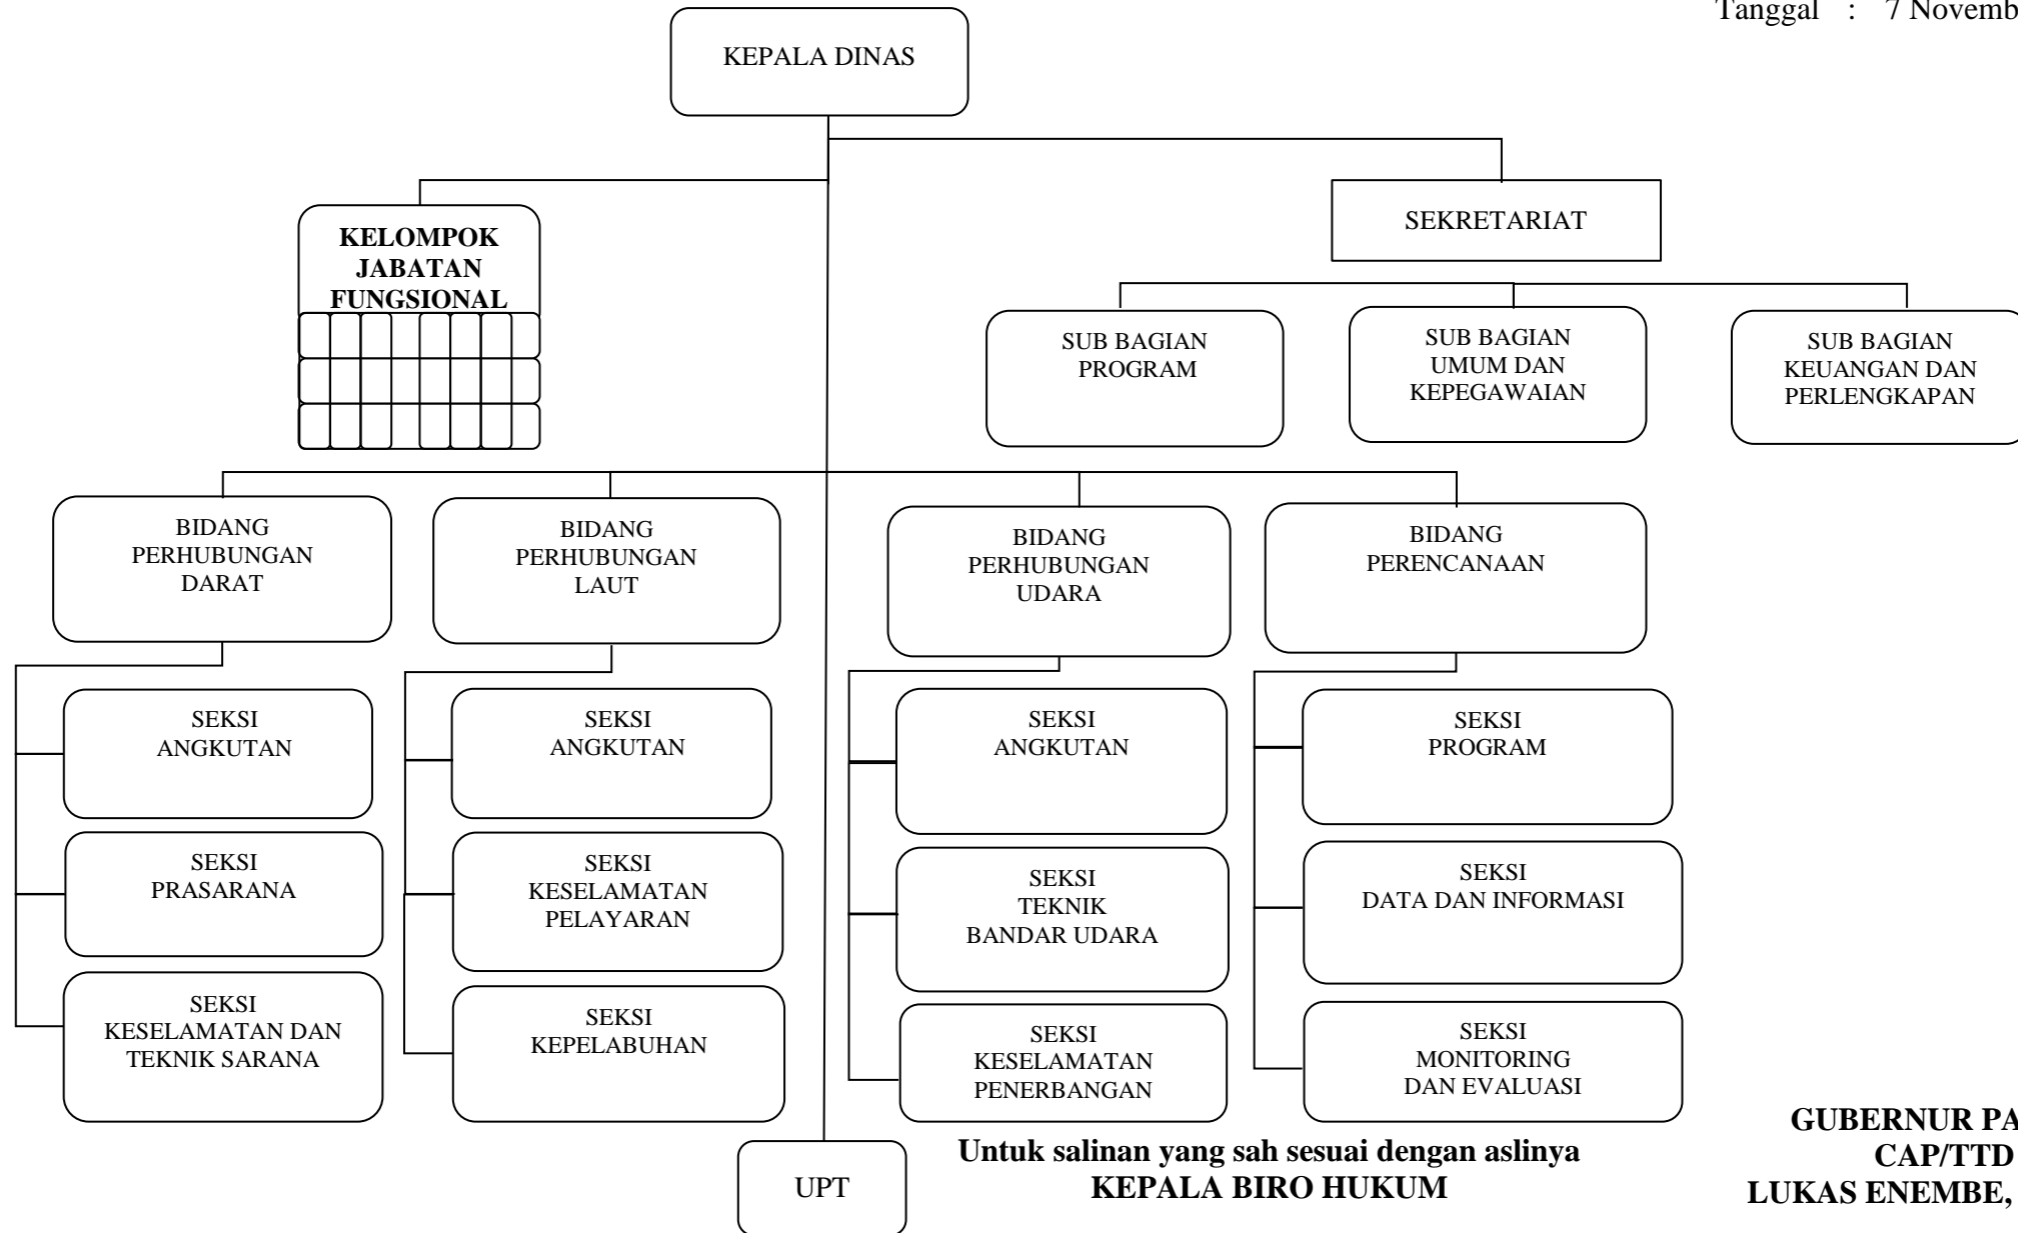 Tanggal : 7 Novemb
KEPALA DINAS
SEKRETARIAT
KELOMPOK
JABATAN
FUNGSIONAL
SUB BAGIAN
PROGRAM
SUB BAGIAN
UMUM DAN
KEPEGAWAIAN
SUB BAGIAN
KEUANGAN DAN
PERLENGKAPAN
BIDANG
PERHUBUNGAN
DARAT
BIDANG
PERHUBUNGAN
LAUT
BIDANG
PERHUBUNGAN
UDARA
BIDANG
PERENCANAAN
SEKSI
ANGKUTAN
SEKSI
ANGKUTAN
SEKSI
ANGKUTAN
SEKSI
PROGRAM
SEKSI
PRASARANA
SEKSI
KESELAMATAN
PELAYARAN
SEKSI
TEKNIK
BANDAR UDARA
SEKSI
DATA DAN INFORMASI
SEKSI
KESELAMATAN DAN
TEKNIK SARANA
SEKSI
KEPELABUHAN
SEKSI
KESELAMATAN
PENERBANGAN
SEKSI
MONITORING
DAN EVALUASI
UPT
Untuk salinan yang sah sesuai dengan aslinya
KEPALA BIRO HUKUM
GUBERNUR PA
CAP/TTD
LUKAS ENEMBE,